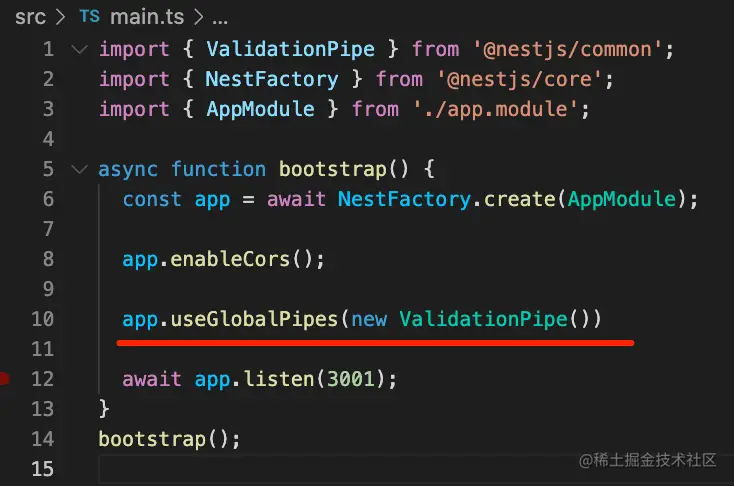 src > TS main.ts > ...
1 import { ValidationPipe } from '@nestjs/common';
2 import { NestFactory } from '@nestjs/core';
3 import { AppModule } from './app.module';
4
5 async function bootstrap() {
6 const app = await NestFactory.create(AppModule);
7
8 app.enableCors();
9
10 app.useGlobalPipes(new ValidationPipe())
11
12 await app.listen(3001);
13 }
14 bootstrap();
15
@稀土掘金技术社区